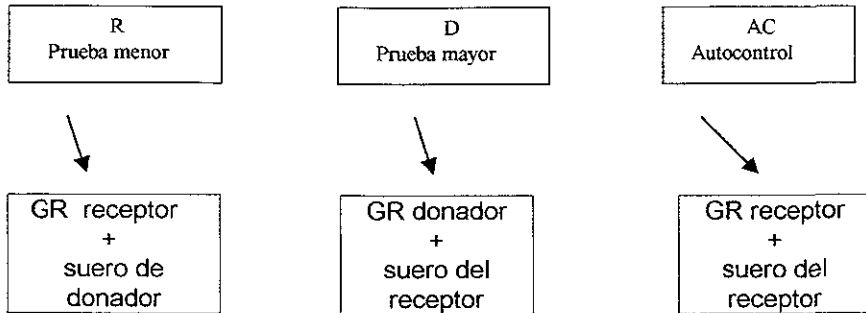 R
Prueba menor
D
Prueba mayor
AC
Autocontrol
GR receptor
+
suero de
donador
GR donador
+
suero del
receptor
GR receptor
+
suero del
receptor